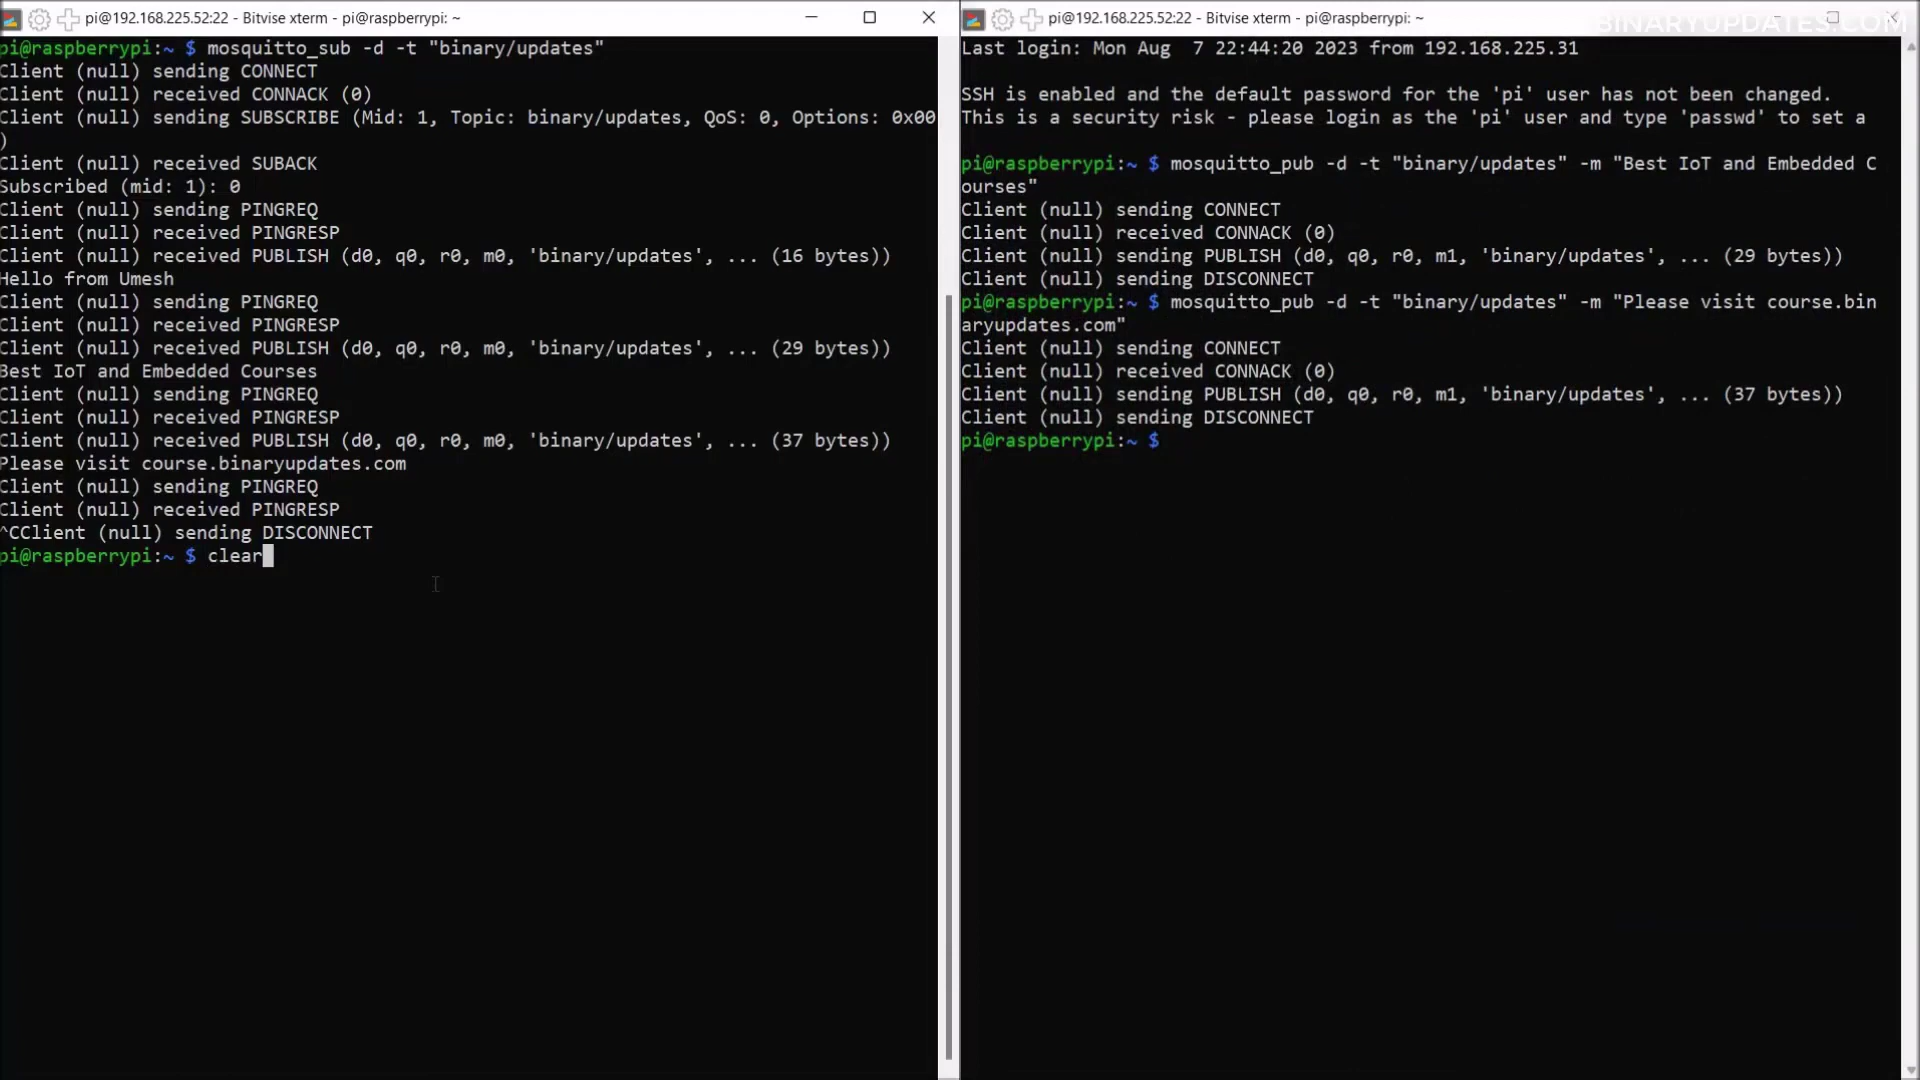 pi@192.168.225.52:22 - Bitvise xterm - pi@raspberrypi: ~
pi@raspberrypi:~ $ mosquitto_sub -d -t "binary/updates"
Client (null) sending CONNECT
Client (null) received CONNACK (0)
Client (null) sending SUBSCRIBE (Mid: 1, Topic: binary/updates, QoS: 0, Options: 0x00
)
Client (null) received SUBACK
Subscribed (mid: 1): 0
Client (null) sending PINGREQ
Client (null) received PINGRESP
Client (null) received PUBLISH (d0, q0, r0, m0, 'binary/updates', ... (16 bytes))
Hello from Umesh
Client (null) sending PINGREQ
Client (null) received PINGRESP
Client (null) received PUBLISH (d0, q0, r0, m0, 'binary/updates', ... (29 bytes))
Best IoT and Embedded Courses
Client (null) sending PINGREQ
Client (null) received PINGRESP
Client (null) received PUBLISH (d0, q0, r0, m0, 'binary/updates', ... (37 bytes))
Please visit course.binaryupdates.com
Client (null) sending PINGREQ
Client (null) received PINGRESP
^CClient (null) sending DISCONNECT
pi@raspberrypi:~ $ clear
pi@192.168.225.52:22 - Bitvise xterm - pi@raspberrypi: ~
BINARYUPDATES.COM
Last login: Mon Aug  7 22:44:20 2023 from 192.168.225.31
SSH is enabled and the default password for the 'pi' user has not been changed.
This is a security risk - please login as the 'pi' user and type 'passwd' to set a
pi@raspberrypi:~ $ mosquitto_pub -d -t "binary/updates" -m "Best IoT and Embedded C
ourses"
Client (null) sending CONNECT
Client (null) received CONNACK (0)
Client (null) sending PUBLISH (d0, q0, r0, m1, 'binary/updates', ... (29 bytes))
Client (null) sending DISCONNECT
pi@raspberrypi:~ $ mosquitto_pub -d -t "binary/updates" -m "Please visit course.bin
aryupdates.com"
Client (null) sending CONNECT
Client (null) received CONNACK (0)
Client (null) sending PUBLISH (d0, q0, r0, m1, 'binary/updates', ... (37 bytes))
Client (null) sending DISCONNECT
pi@raspberrypi:~ $